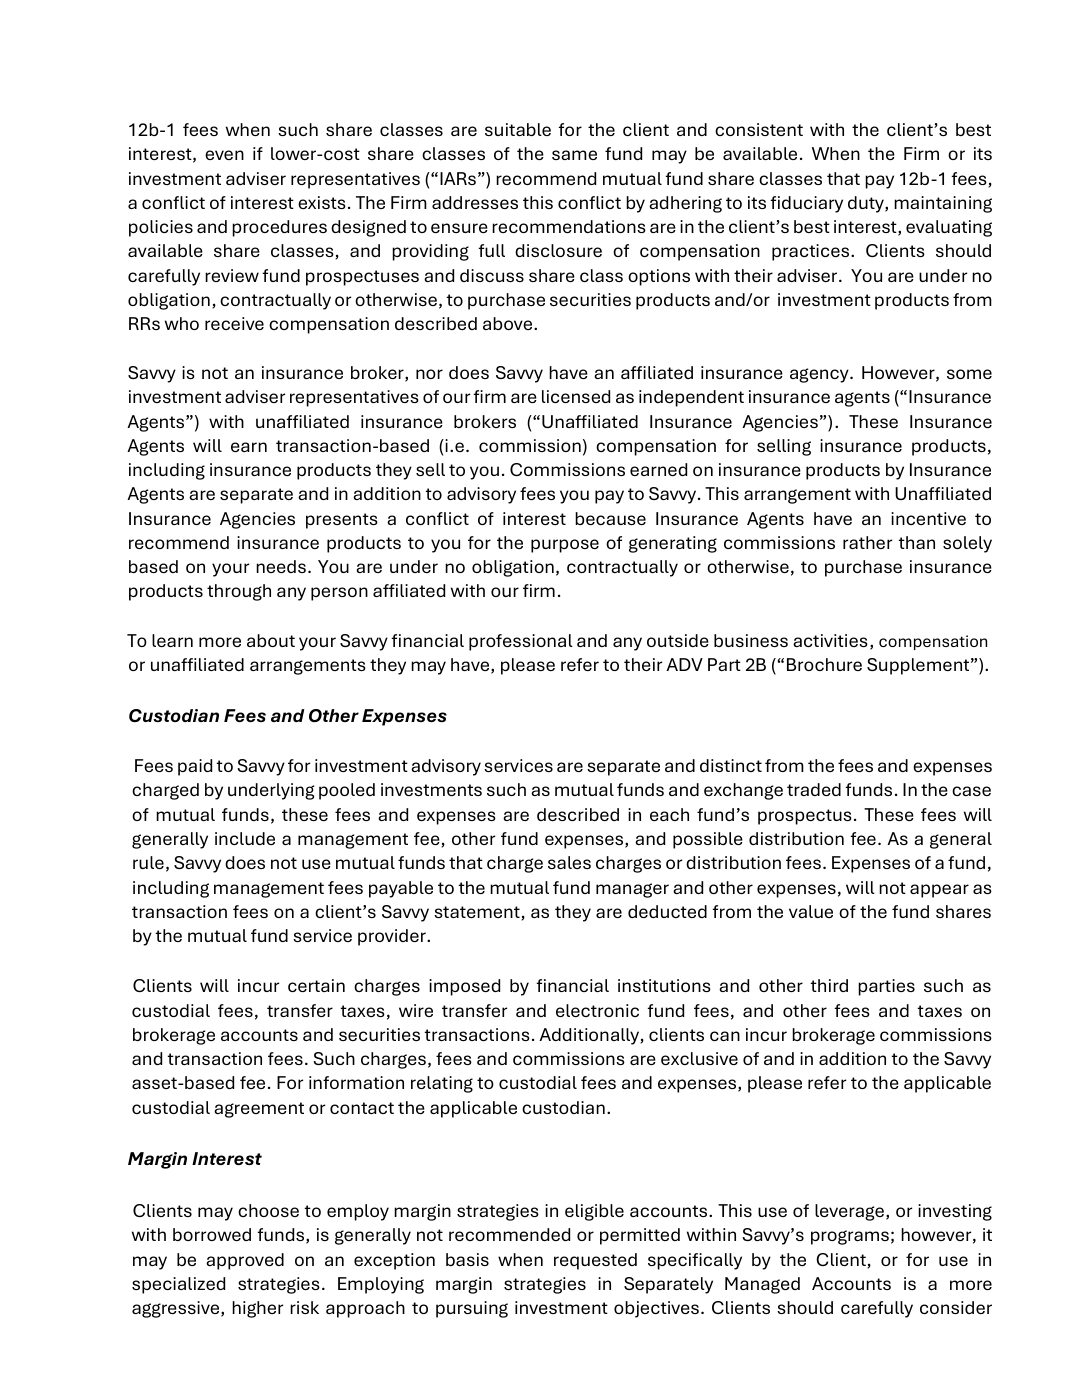 12b-1 fees when such share classes are suitable for the client and consistent with the client’s best
interest, even if lower-cost share classes of the same fund may be available. When the Firm or its
investment adviser representatives (“IARs”) recommend mutual fund share classes that pay 12b-1 fees,
a conflict of interest exists. The Firm addresses this conflict by adhering to its fiduciary duty, maintaining
policies and procedures designed to ensure recommendations are in the client’s best interest, evaluating
available share classes, and providing full disclosure of compensation practices. Clients should
carefully review fund prospectuses and discuss share class options with their adviser. You are under no
obligation, contractually or otherwise, to purchase securities products and/or investment products from
RRs who receive compensation described above.
Savvy is not an insurance broker, nor does Savvy have an affiliated insurance agency. However, some
investment adviser representatives of our firm are licensed as independent insurance agents (“Insurance
Agents”) with unaffiliated insurance brokers (“Unaffiliated Insurance Agencies”). These Insurance
Agents will earn transaction-based (i.e. commission) compensation for selling insurance products,
including insurance products they sell to you. Commissions earned on insurance products by Insurance
Agents are separate and in addition to advisory fees you pay to Savvy. This arrangement with Unaffiliated
Insurance Agencies presents a conflict of interest because Insurance Agents have an incentive to
recommend insurance products to you for the purpose of generating commissions rather than solely
based on your needs. You are under no obligation, contractually or otherwise, to purchase insurance
products through any person affiliated with our firm.
To learn more about your Savvy financial professional and any outside business activities, compensation
or unaffiliated arrangements they may have, please refer to their ADV Part 2B (“Brochure Supplement”).
Custodian Fees and Other Expenses
Fees paid to Savvy for investment advisory services are separate and distinct from the fees and expenses
charged by underlying pooled investments such as mutual funds and exchange traded funds. In the case
of mutual funds, these fees and expenses are described in each fund’s prospectus. These fees will
generally include a management fee, other fund expenses, and possible distribution fee. As a general
rule, Savvy does not use mutual funds that charge sales charges or distribution fees. Expenses of a fund,
including management fees payable to the mutual fund manager and other expenses, will not appear as
transaction fees on a client’s Savvy statement, as they are deducted from the value of the fund shares
by the mutual fund service provider.
Clients will incur certain charges imposed by financial institutions and other third parties such as
custodial fees, transfer taxes, wire transfer and electronic fund fees, and other fees and taxes on
brokerage accounts and securities transactions. Additionally, clients can incur brokerage commissions
and transaction fees. Such charges, fees and commissions are exclusive of and in addition to the Savvy
asset-based fee. For information relating to custodial fees and expenses, please refer to the applicable
custodial agreement or contact the applicable custodian.
Margin Interest
Clients may choose to employ margin strategies in eligible accounts. This use of leverage, or investing
with borrowed funds, is generally not recommended or permitted within Savvy’s programs; however, it
may be approved on an exception basis when requested specifically by the Client, or for use in
specialized strategies. Employing margin strategies in Separately Managed Accounts is a more
aggressive, higher risk approach to pursuing investment objectives. Clients should carefully consider